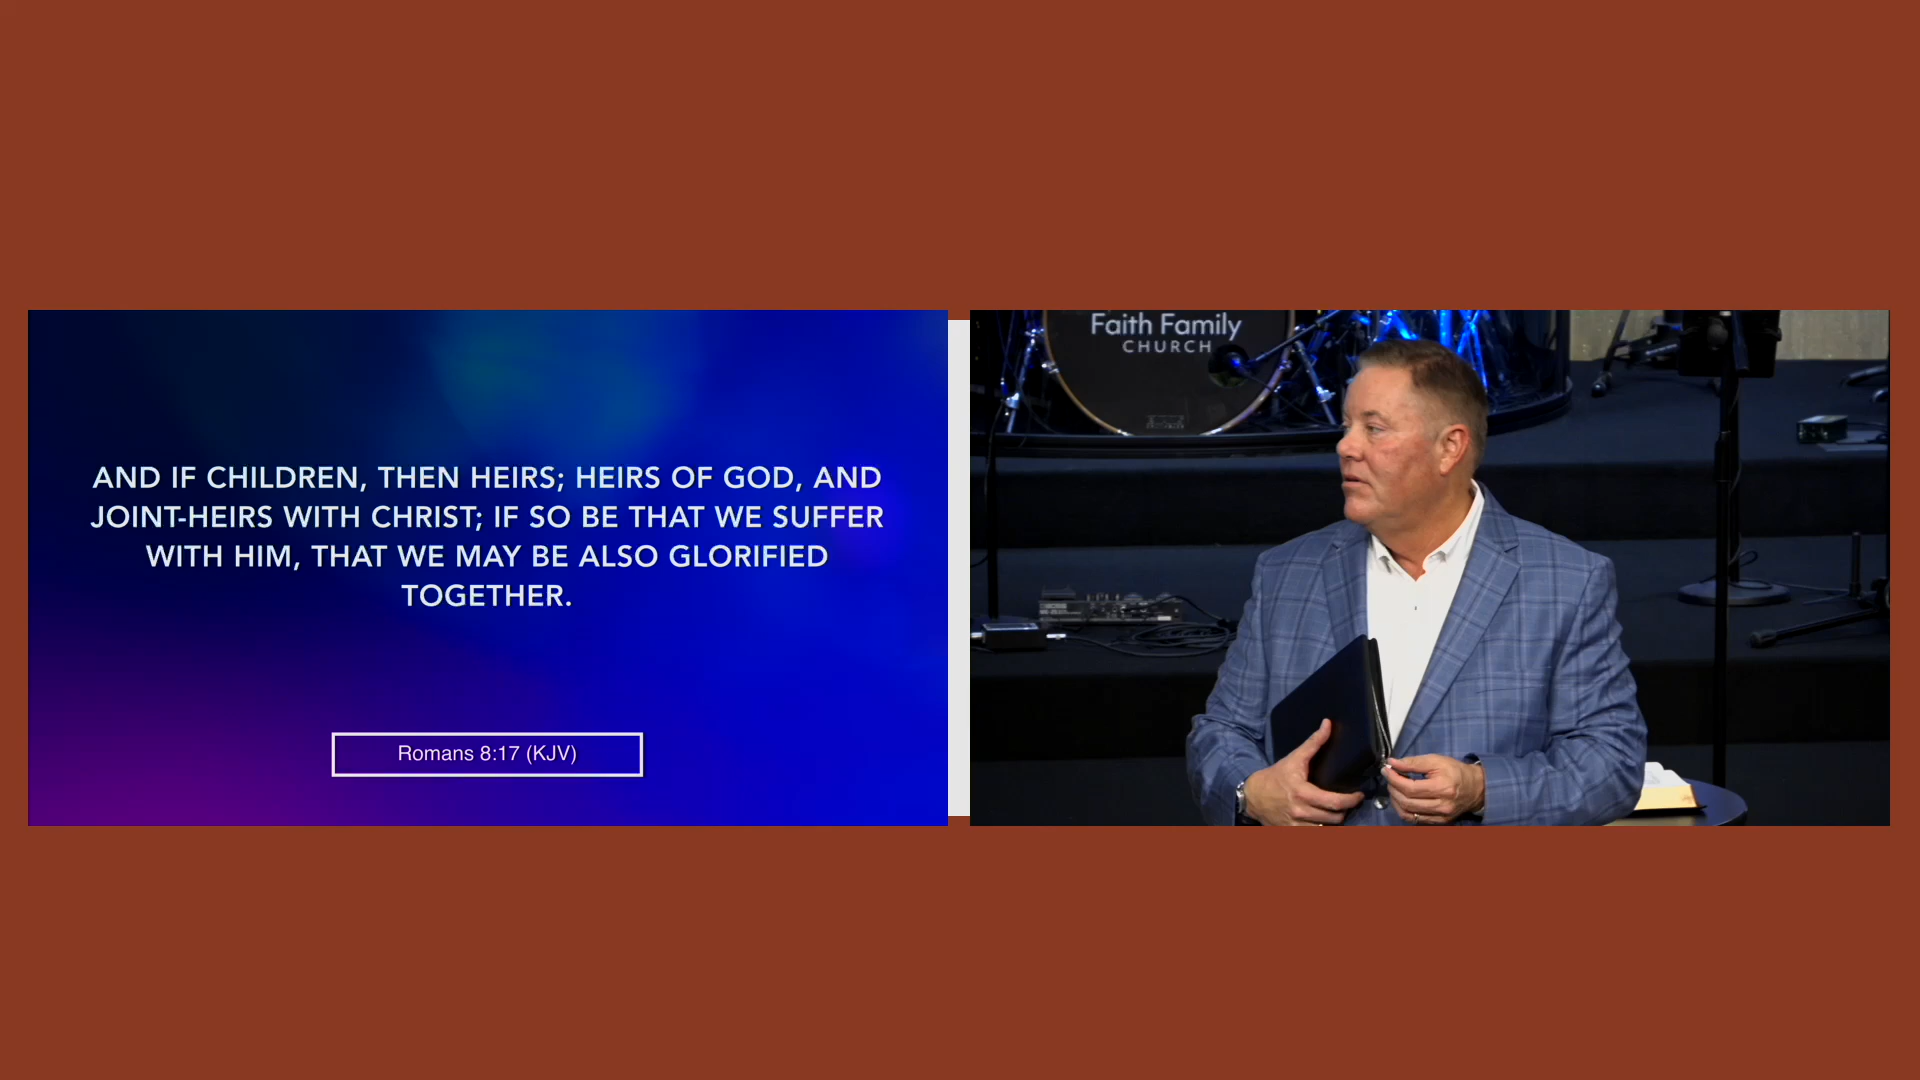 AND IF CHILDREN, THEN HEIRS; HEIRS OF GOD, AND
JOINT-HEIRS WITH CHRIST; IF SO BE THAT WE SUFFER
WITH HIM, THAT WE MAY BE ALSO GLORIFIED
TOGETHER.
Romans 8:17 (KJV)
Faith Family
CHURCH